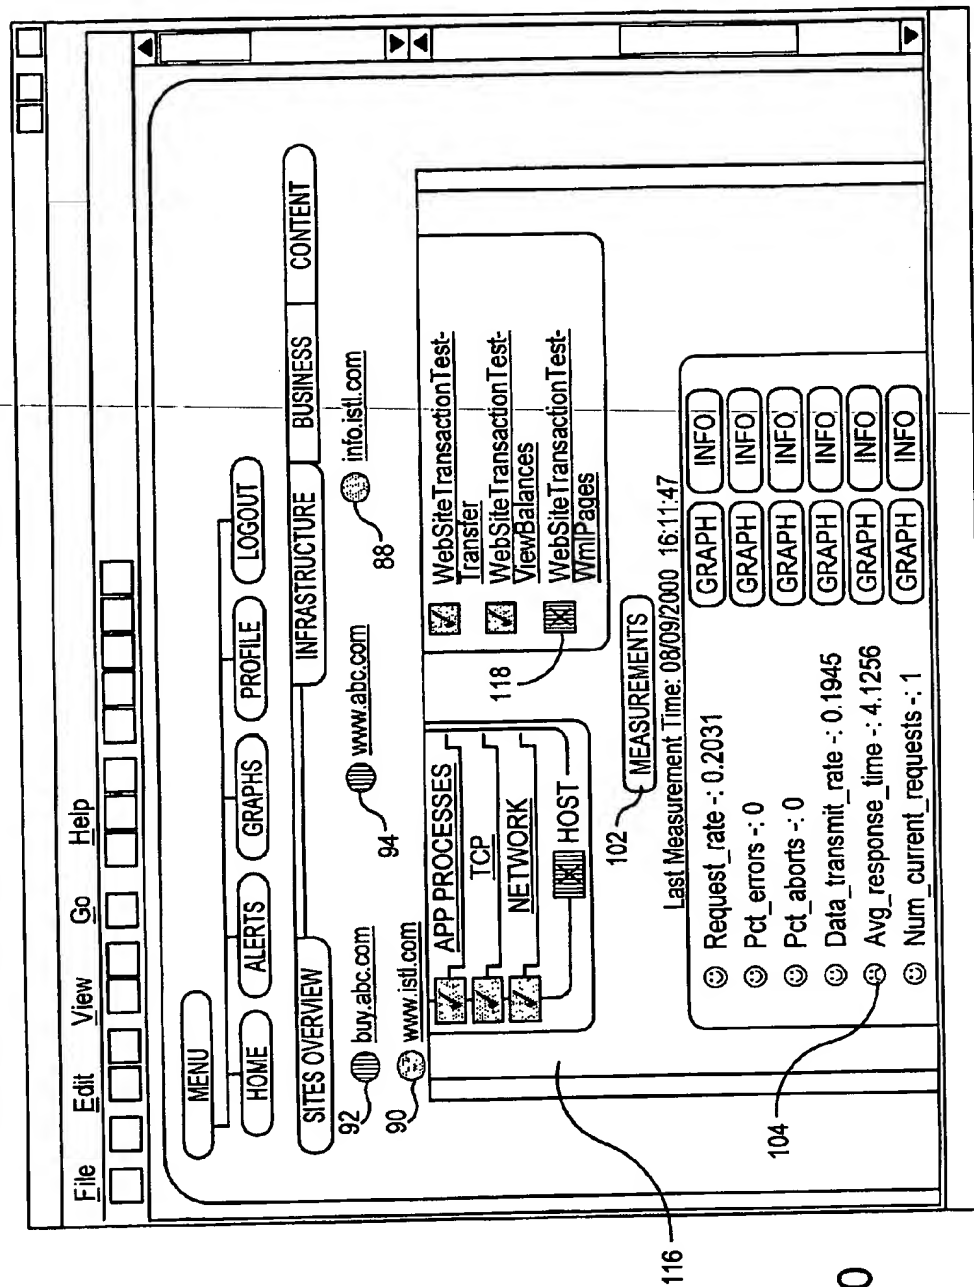 File Edit View Go Help
MENU
HOME ALERTS GRAPHS PROFILE LOGOUT
SITES OVERVIEW INFRASTRUCTURE BUSINESS CONTENT
92 buy.abc.com 94 www.abc.com 88 info.istl.com
90 www.istl.com
APP PROCESSES
TCP
NETWORK
HOST
WebSiteTransactionTest-
Transfer
WebSiteTransactionTest-
ViewBalances
118 WebSiteTransactionTest-
WmlPages
102 MEASUREMENTS
Last Measurement Time: 08/09/2000 16:11:47
Request_rate -: 0.2031 GRAPH INFO
Pct_errors -: 0 GRAPH INFO
Pct_aborts -: 0 GRAPH INFO
Data_transmit_rate -: 0.1945 GRAPH INFO
Avg_response_time -: 4.1256 GRAPH INFO
Num_current_requests -: 1 GRAPH INFO
104
116